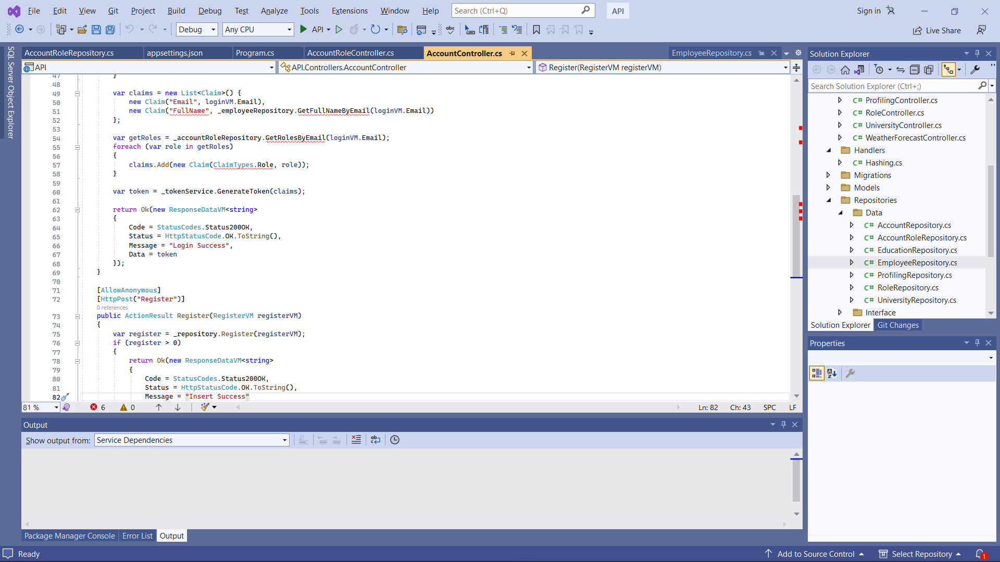 File Edit View Git Project Build Debug Test Analyze Tools Extensions Window Help Search (Ctrl+Q) API Sign in
Debug Any CPU API Live Share
SQL Server Object Explorer
AccountRoleRepository.cs appsettings.json Program.cs AccountRoleController.cs AccountController.cs EmployeeRepository.cs
API API.Controllers.AccountController Register(RegisterVM registerVM)
47 }
48
49 var claims = new List<Claim>() {
50 new Claim("Email", loginVM.Email),
51 new Claim("FullName", _employeeRepository.GetFullNameByEmail(loginVM.Email))
52 };
53
54 var getRoles = _accountRoleRepository.GetRolesByEmail(loginVM.Email);
55 foreach (var role in getRoles)
56 {
57 claims.Add(new Claim(ClaimTypes.Role, role));
58 }
59
60 var token = _tokenService.GenerateToken(claims);
61
62 return Ok(new ResponseDataVM<string>
63 {
64 Code = StatusCodes.Status200OK,
65 Status = HttpStatusCode.OK.ToString(),
66 Message = "Login Success",
67 Data = token
68 });
69 }
70
71 [AllowAnonymous]
72 [HttpPost("Register")]
0 references
73 public ActionResult Register(RegisterVM registerVM)
74 {
75 var register = _repository.Register(registerVM);
76 if (register > 0)
77 {
78 return Ok(new ResponseDataVM<string>
79 {
80 Code = StatusCodes.Status200OK,
81 Status = HttpStatusCode.OK.ToString(),
82 Message = "Insert Success"
81 % 6 0 Ln: 82 Ch: 43 SPC LF
Output
Show output from: Service Dependencies
Package Manager Console Error List Output
Solution Explorer
Search Solution Explorer (Ctrl+;)
C# ProfilingController.cs
C# RoleController.cs
C# UniversityController.cs
C# WeatherForecastController.cs
Handlers
C# Hashing.cs
Migrations
Models
Repositories
Data
C# AccountRepository.cs
C# AccountRoleRepository.cs
C# EducationRepository.cs
C# EmployeeRepository.cs
C# ProfilingRepository.cs
C# RoleRepository.cs
C# UniversityRepository.cs
Interface
Solution Explorer Git Changes
Properties
Ready Add to Source Control Select Repository 1